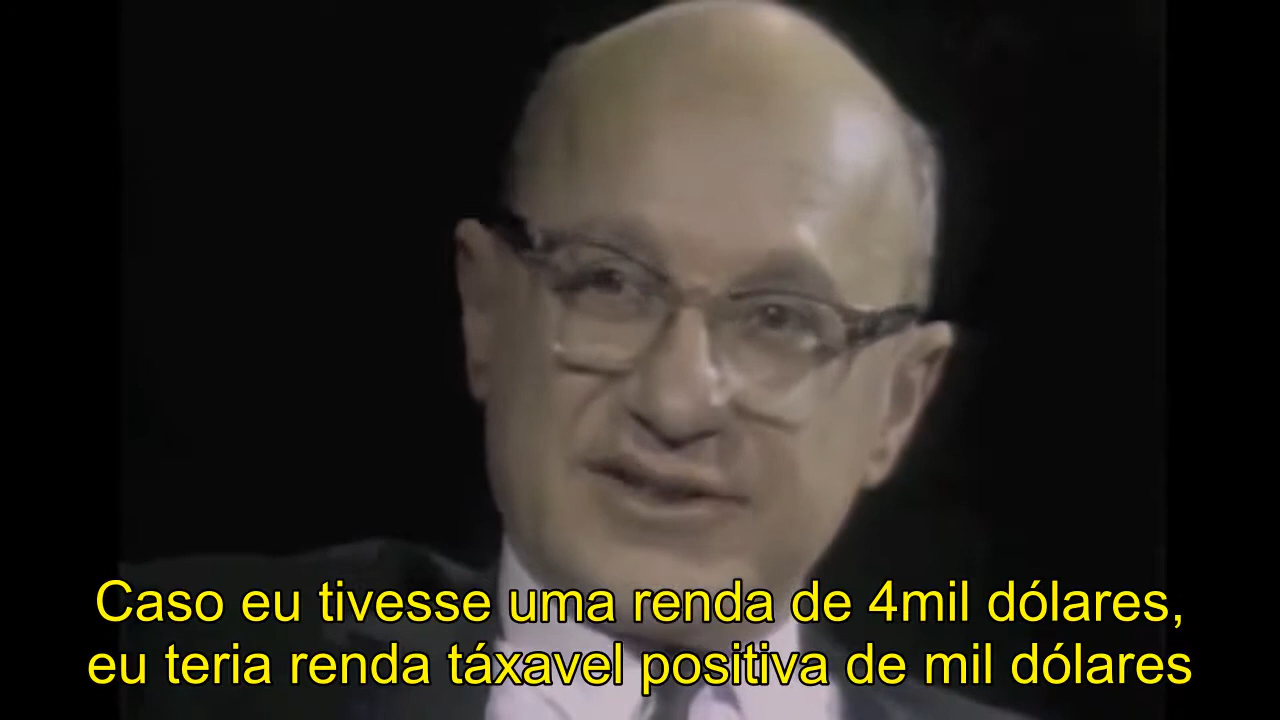 Caso eu tivesse uma renda de 4mil dólares,
eu teria renda táxavel positiva de mil dólares